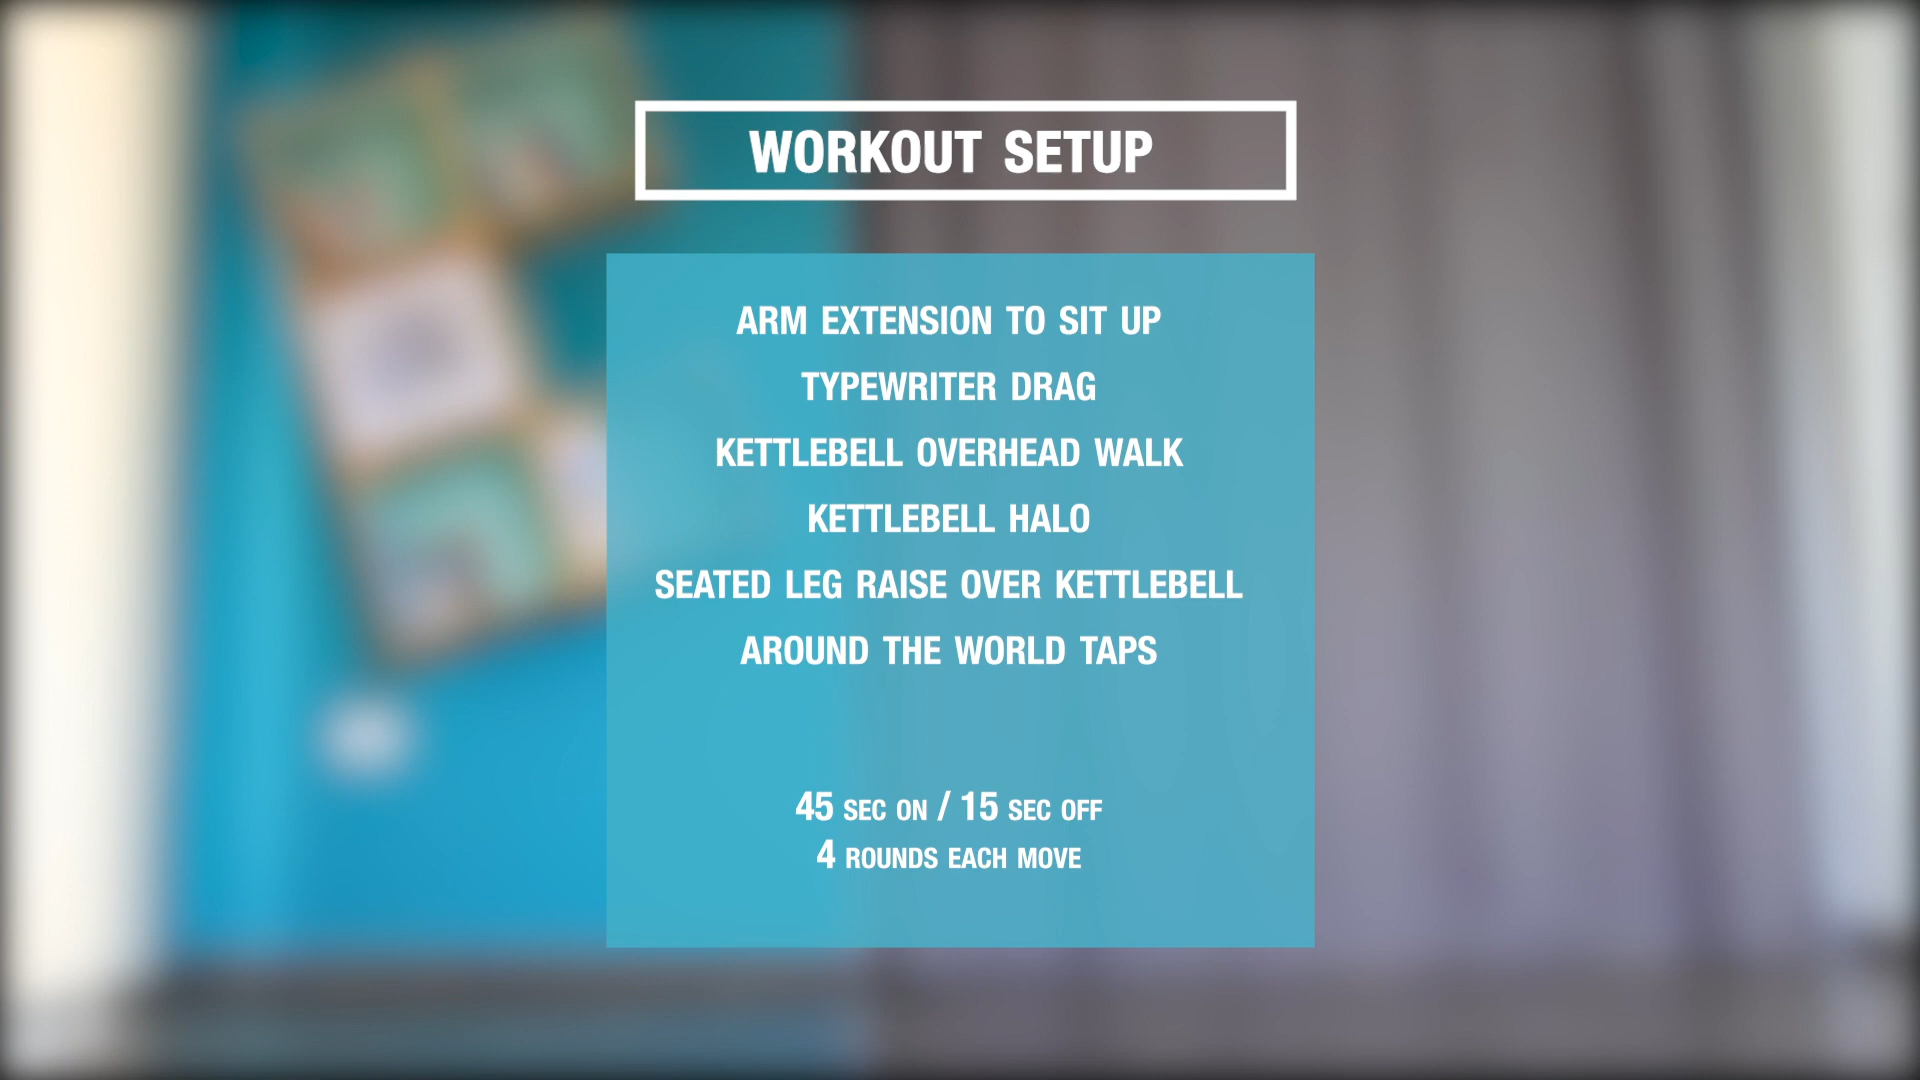 WORKOUT SETUP
ARM EXTENSION TO SIT UP
TYPEWRITER DRAG
KETTLEBELL OVERHEAD WALK
KETTLEBELL HALO
SEATED LEG RAISE OVER KETTLEBELL
AROUND THE WORLD TAPS
45 SEC ON / 15 SEC OFF
4 ROUNDS EACH MOVE